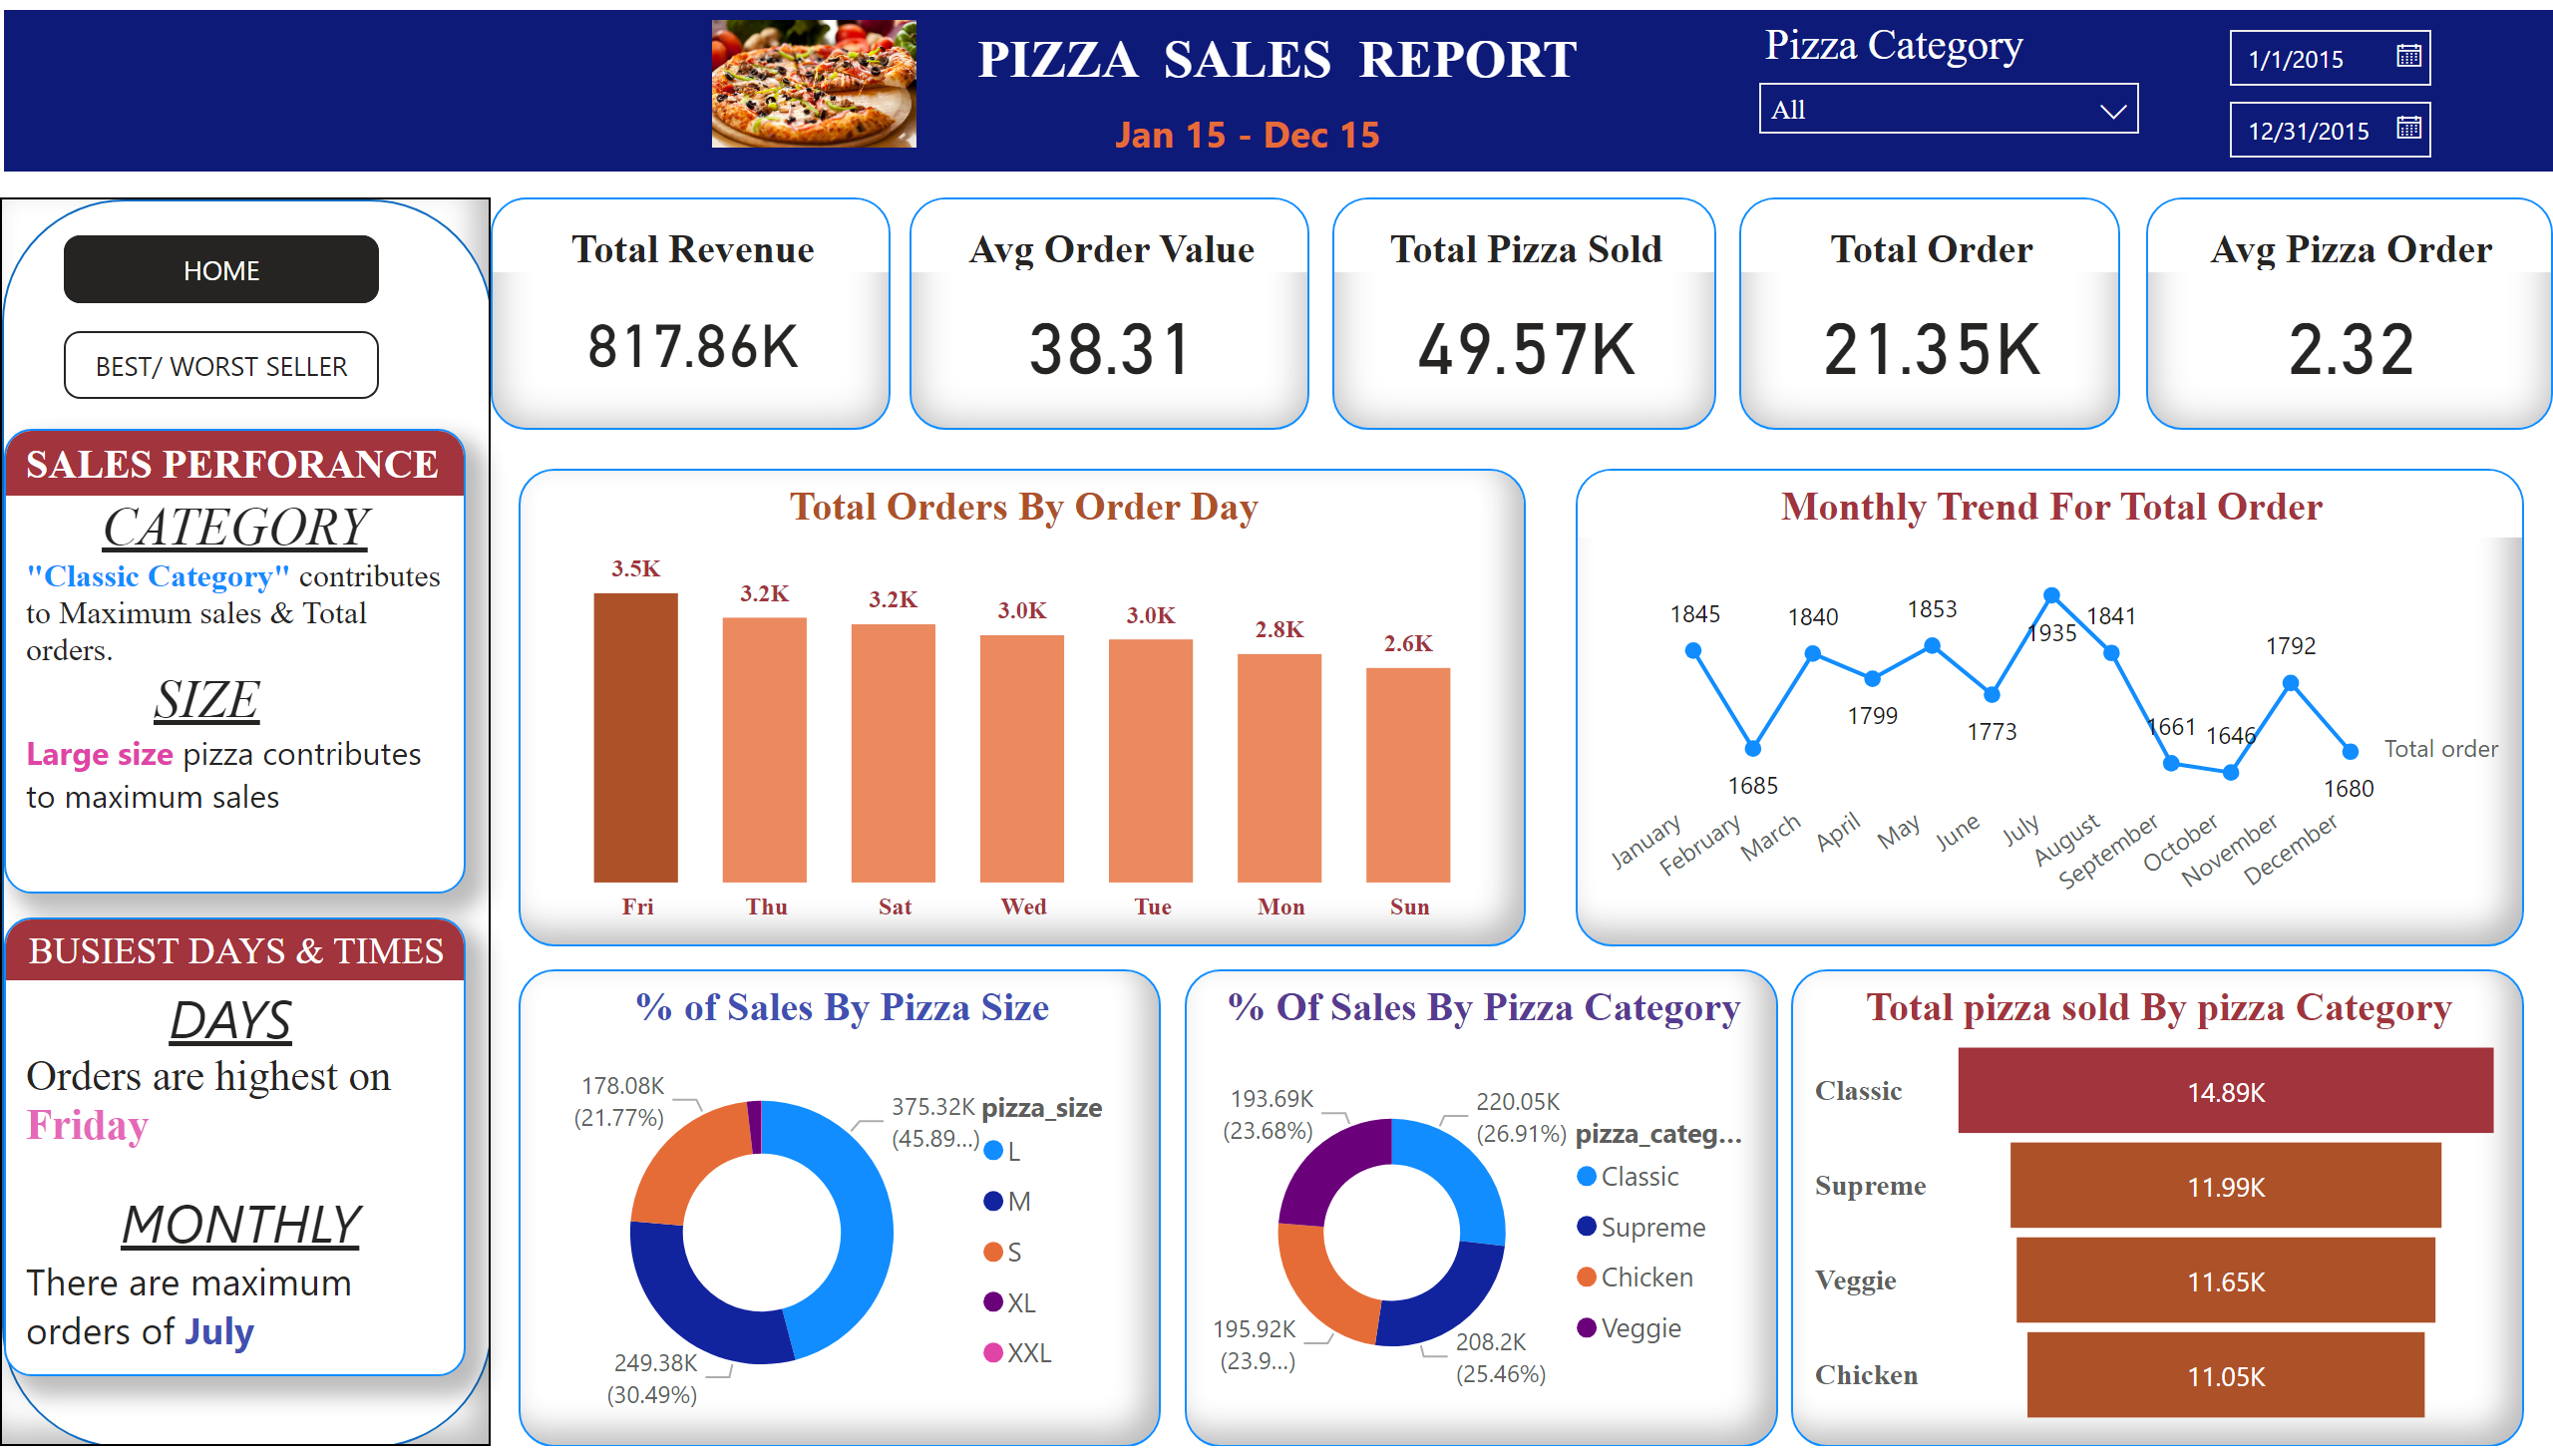 PIZZA SALES REPORT
Jan 15 - Dec 15
Pizza Category
All
1/1/2015
12/31/2015
HOME
BEST/ WORST SELLER
SALES PERFORANCE
CATEGORY
"Classic Category" contributes
to Maximum sales & Total
orders.
SIZE
Large size pizza contributes
to maximum sales
BUSIEST DAYS & TIMES
DAYS
Orders are highest on
Friday
MONTHLY
There are maximum
orders of July
Total Revenue
817.86K
Avg Order Value
38.31
Total Pizza Sold
49.57K
Total Order
21.35K
Avg Pizza Order
2.32
Total Orders By Order Day
3.5K
3.2K
3.2K
3.0K
3.0K
2.8K
2.6K
Fri
Thu
Sat
Wed
Tue
Mon
Sun
Monthly Trend For Total Order
1845
1685
1840
1799
1853
1773
1935
1841
1661
1646
1792
1680
Total order
January
February
March
April
May
June
July
August
September
October
November
December
% of Sales By Pizza Size
178.08K
(21.77%)
375.32K
(45.89...)
249.38K
(30.49%)
pizza_size
L
M
S
XL
XXL
% Of Sales By Pizza Category
193.69K
(23.68%)
220.05K
(26.91%)
195.92K
(23.9...)
208.2K
(25.46%)
pizza_categ...
Classic
Supreme
Chicken
Veggie
Total pizza sold By pizza Category
Classic
14.89K
Supreme
11.99K
Veggie
11.65K
Chicken
11.05K